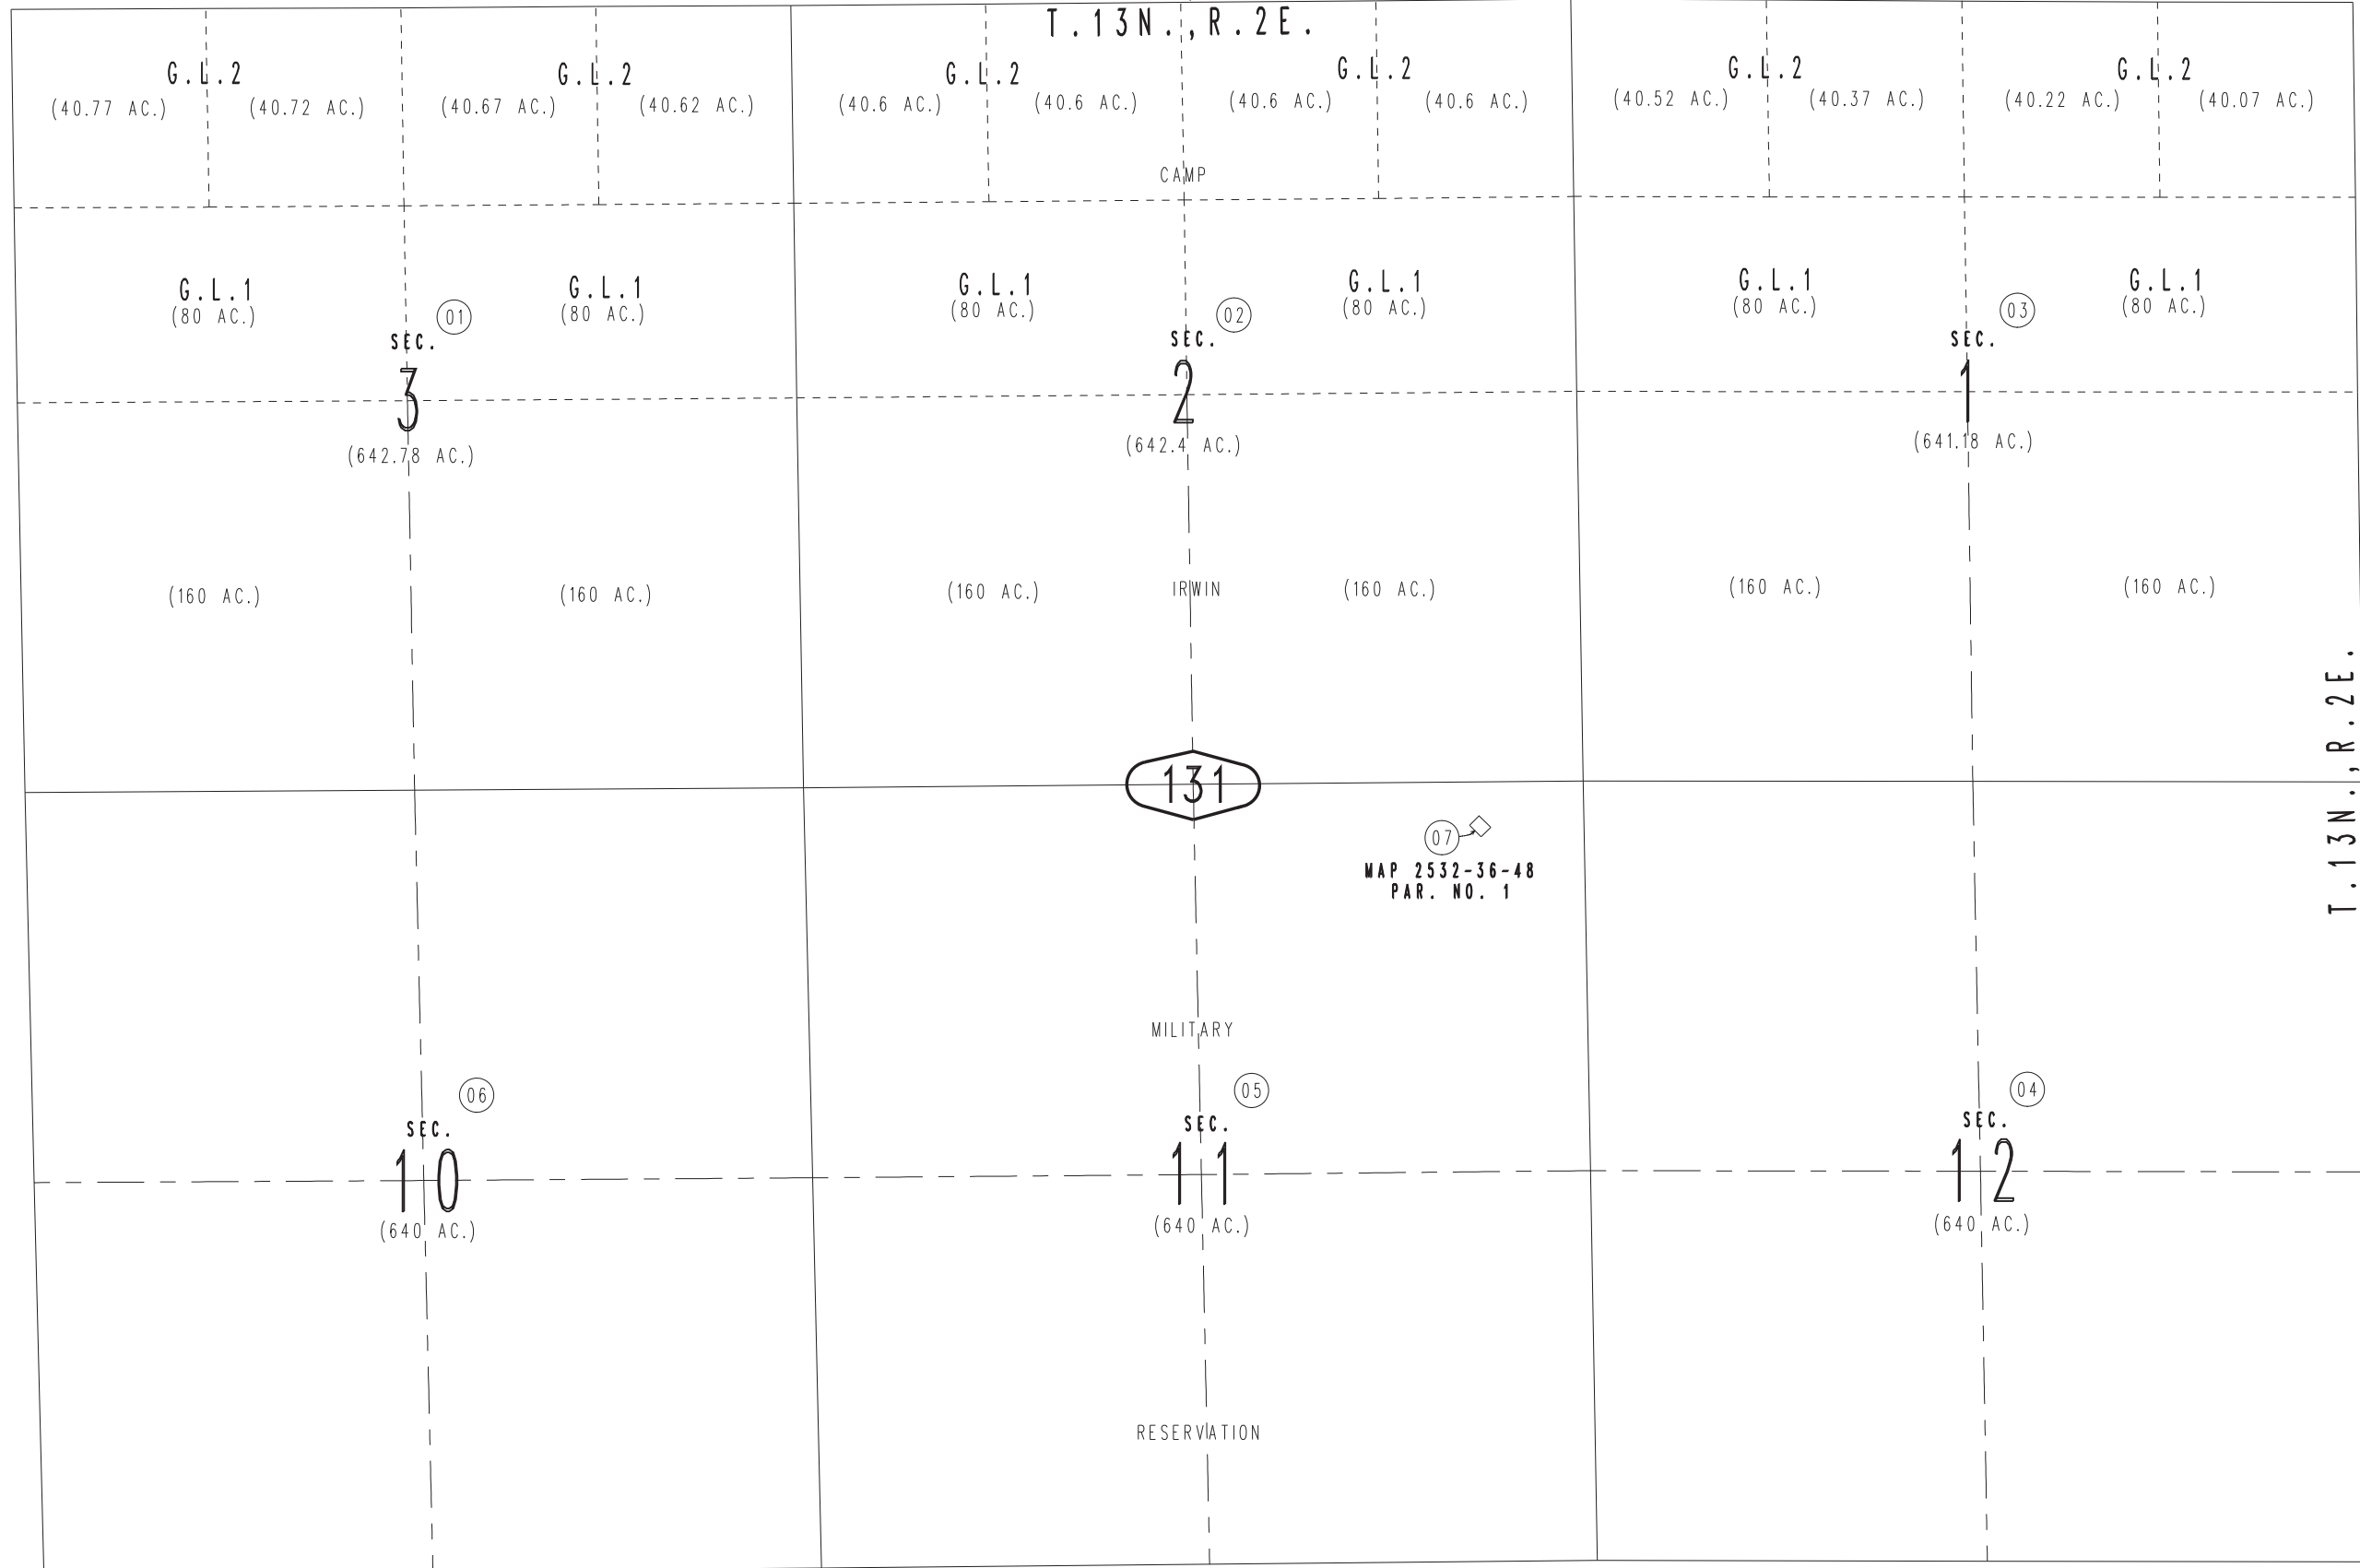 T.13N.,R.2E.
G.L.2 G.L.2 G.L.2 G.L.2 G.L.2 G.L.2
(40.77 AC.) (40.72 AC.) (40.67 AC.) (40.62 AC.) (40.6 AC.) (40.6 AC.) (40.6 AC.) (40.6 AC.) (40.52 AC.) (40.37 AC.) (40.22 AC.) (40.07 AC.)
CAMP
G.L.1 G.L.1 G.L.1 G.L.1 G.L.1 G.L.1
(80 AC.) (80 AC.) (80 AC.) (80 AC.) (80 AC.) (80 AC.)
01 02 03
SEC. SEC. SEC.
3 2 1
(642.78 AC.) (642.4 AC.) (641.18 AC.)
(160 AC.) (160 AC.) (160 AC.) IRWIN (160 AC.) (160 AC.) (160 AC.)
T.13N.,R.2E.
131
07
MAP 2532-36-48
PAR. NO. 1
MILITARY
06 05 04
SEC. SEC. SEC.
10 11 12
(640 AC.) (640 AC.) (640 AC.)
RESERVATION